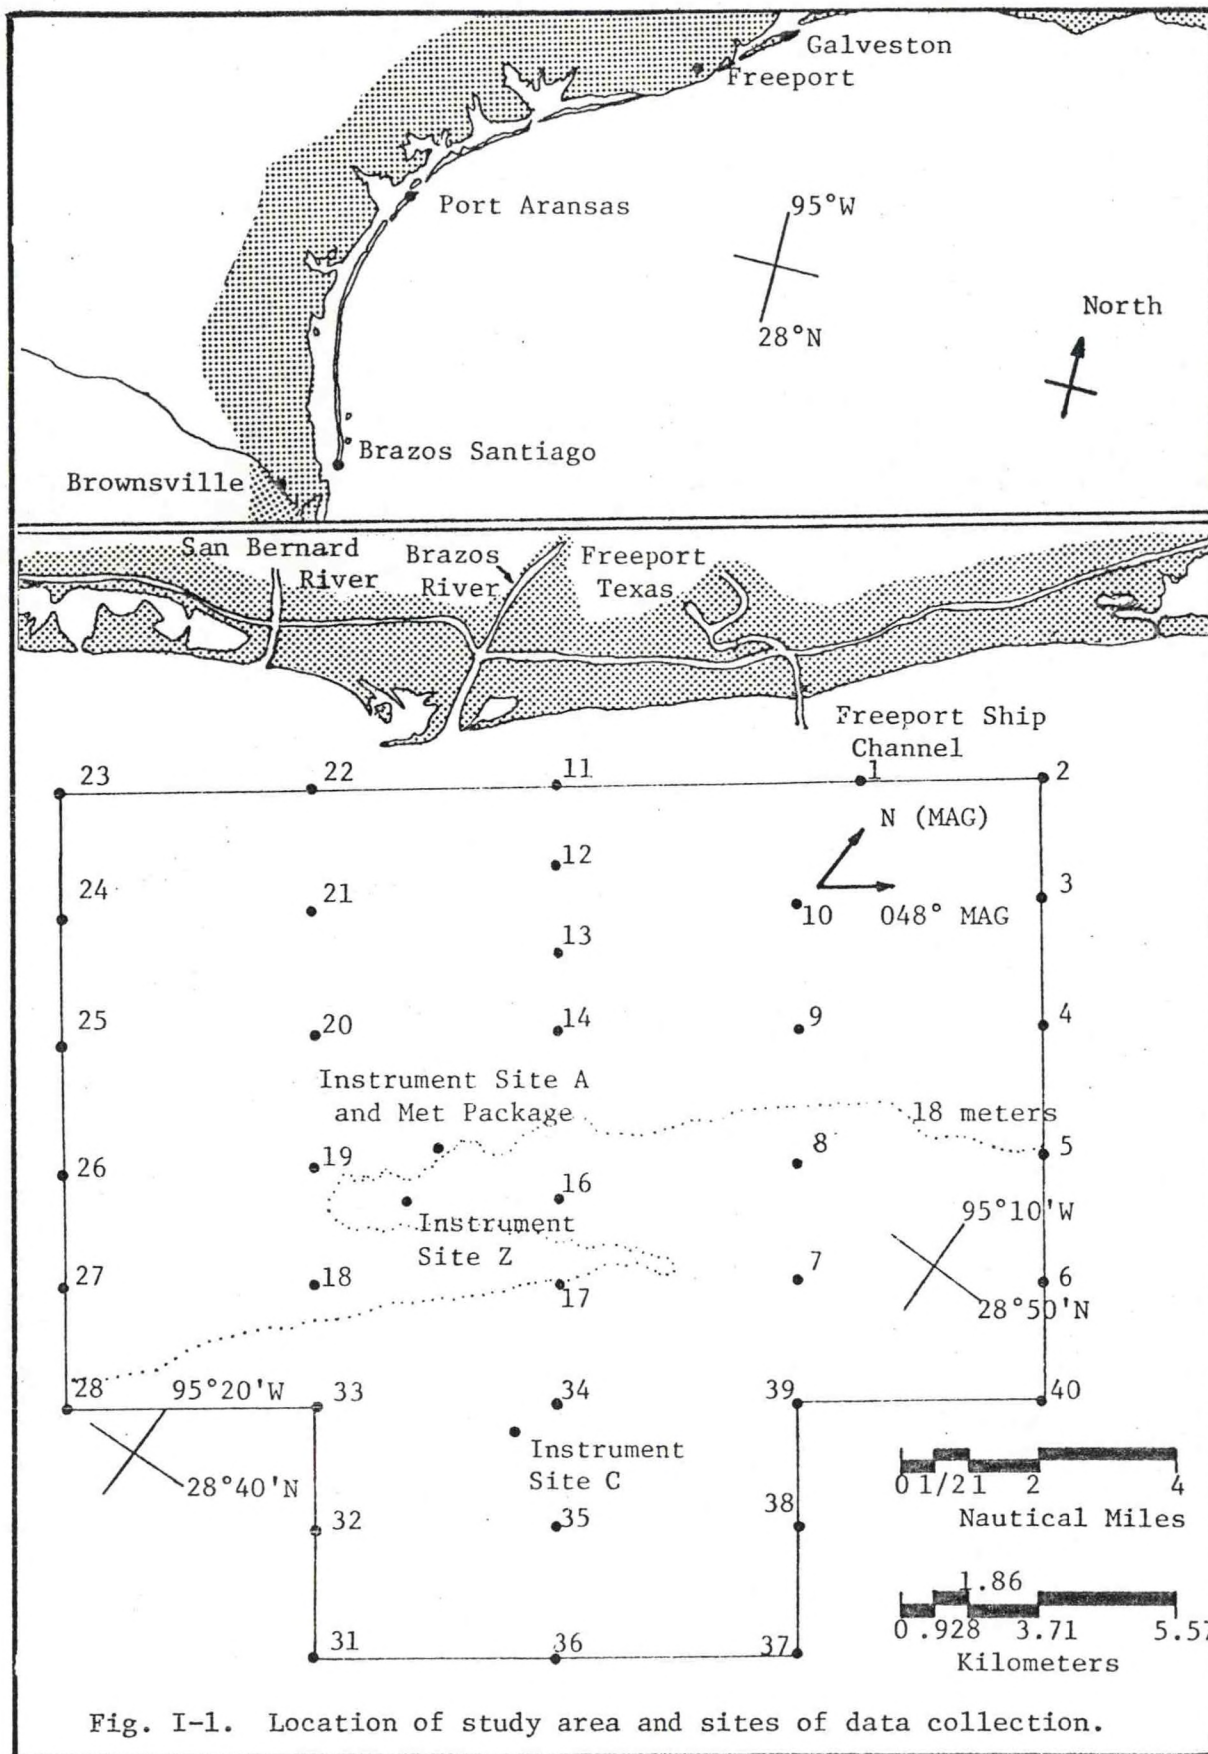 Galveston
Freeport
Port Aransas
95°W
28°N
North
Brazos Santiago
Brownsville
San Bernard
River
Brazos
River
Freeport
Texas
Freeport Ship
Channel
23
22
11
1
2
N (MAG)
12
24
21
3
10
048° MAG
13
25
20
14
9
4
Instrument Site A
and Met Package
18 meters
26
19
8
5
16
95°10'W
Instrument
Site Z
27
18
17
7
6
28°50'N
28
95°20'W
33
34
39
40
28°40'N
Instrument
Site C
0 1/2 1 2 4
Nautical Miles
32
35
38
1.86
0 .928 3.71 5.57
Kilometers
31
36
37
Fig. I-1. Location of study area and sites of data collection.